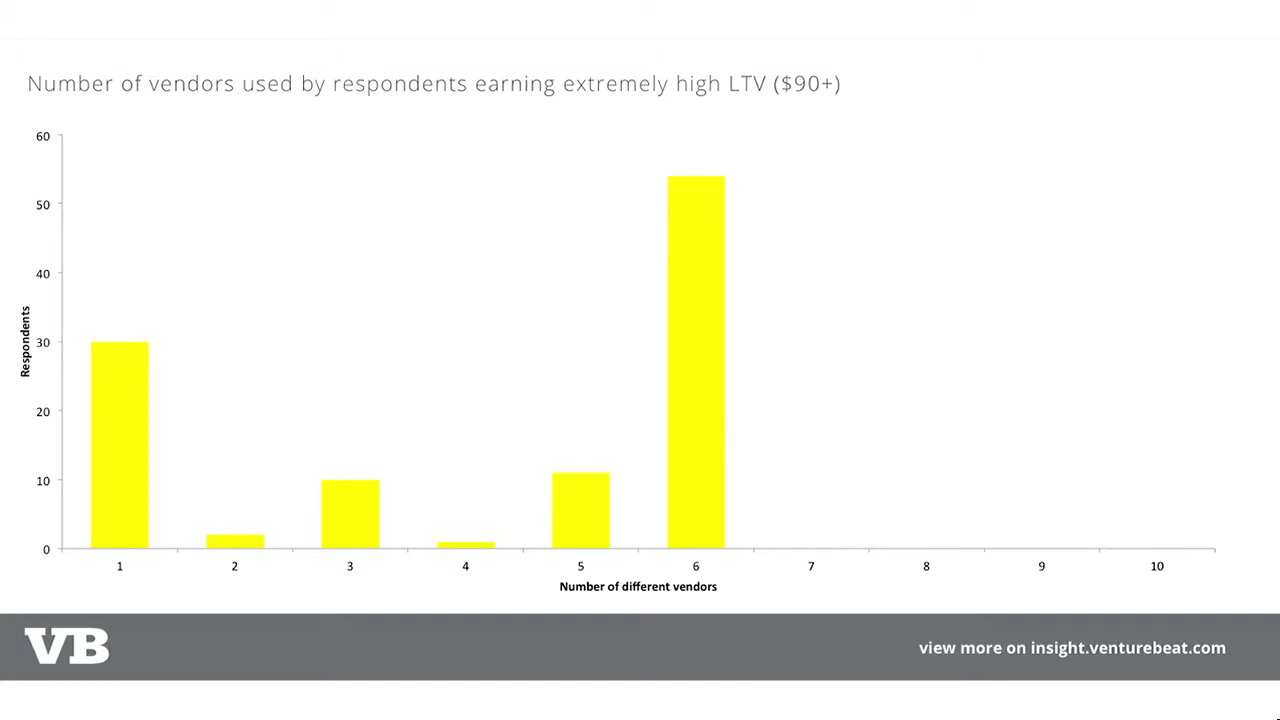 Number of vendors used by respondents earning extremely high LTV ($90+)
60
50
40
30
20
10
0
Respondents
1 2 3 4 5 6 7 8 9 10
Number of different vendors
VB
view more on insight.venturebeat.com